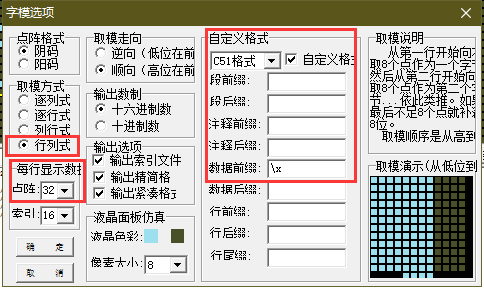 字模选项
点阵格式
阴码
阳码
取模方式
逐列式
逐行式
列行式
行列式
每行显示数据
点阵: 32
索引: 16
确 定
取 消
取模走向
逆向(低位在前
顺向(高位在前
输出数制
十六进制数
十进制数
输出选项
输出索引文件
输出精简格
输出紧凑格式
液晶面板仿真
液晶色彩:
像素大小: 8
自定义格式
C51格式
自定义格式
段前缀:
段后缀:
注释前缀:
注释后缀:
数据前缀: \x
数据后缀:
行前缀:
行后缀:
行尾缀:
取模说明
从第一行开始向
取8个点作为一个字
然后从第二行开始向
取8个点作为第二个
节...依此类推。如果
最后不足8个点就补
8位。
取模顺序是从高到
取模演示(从低位到